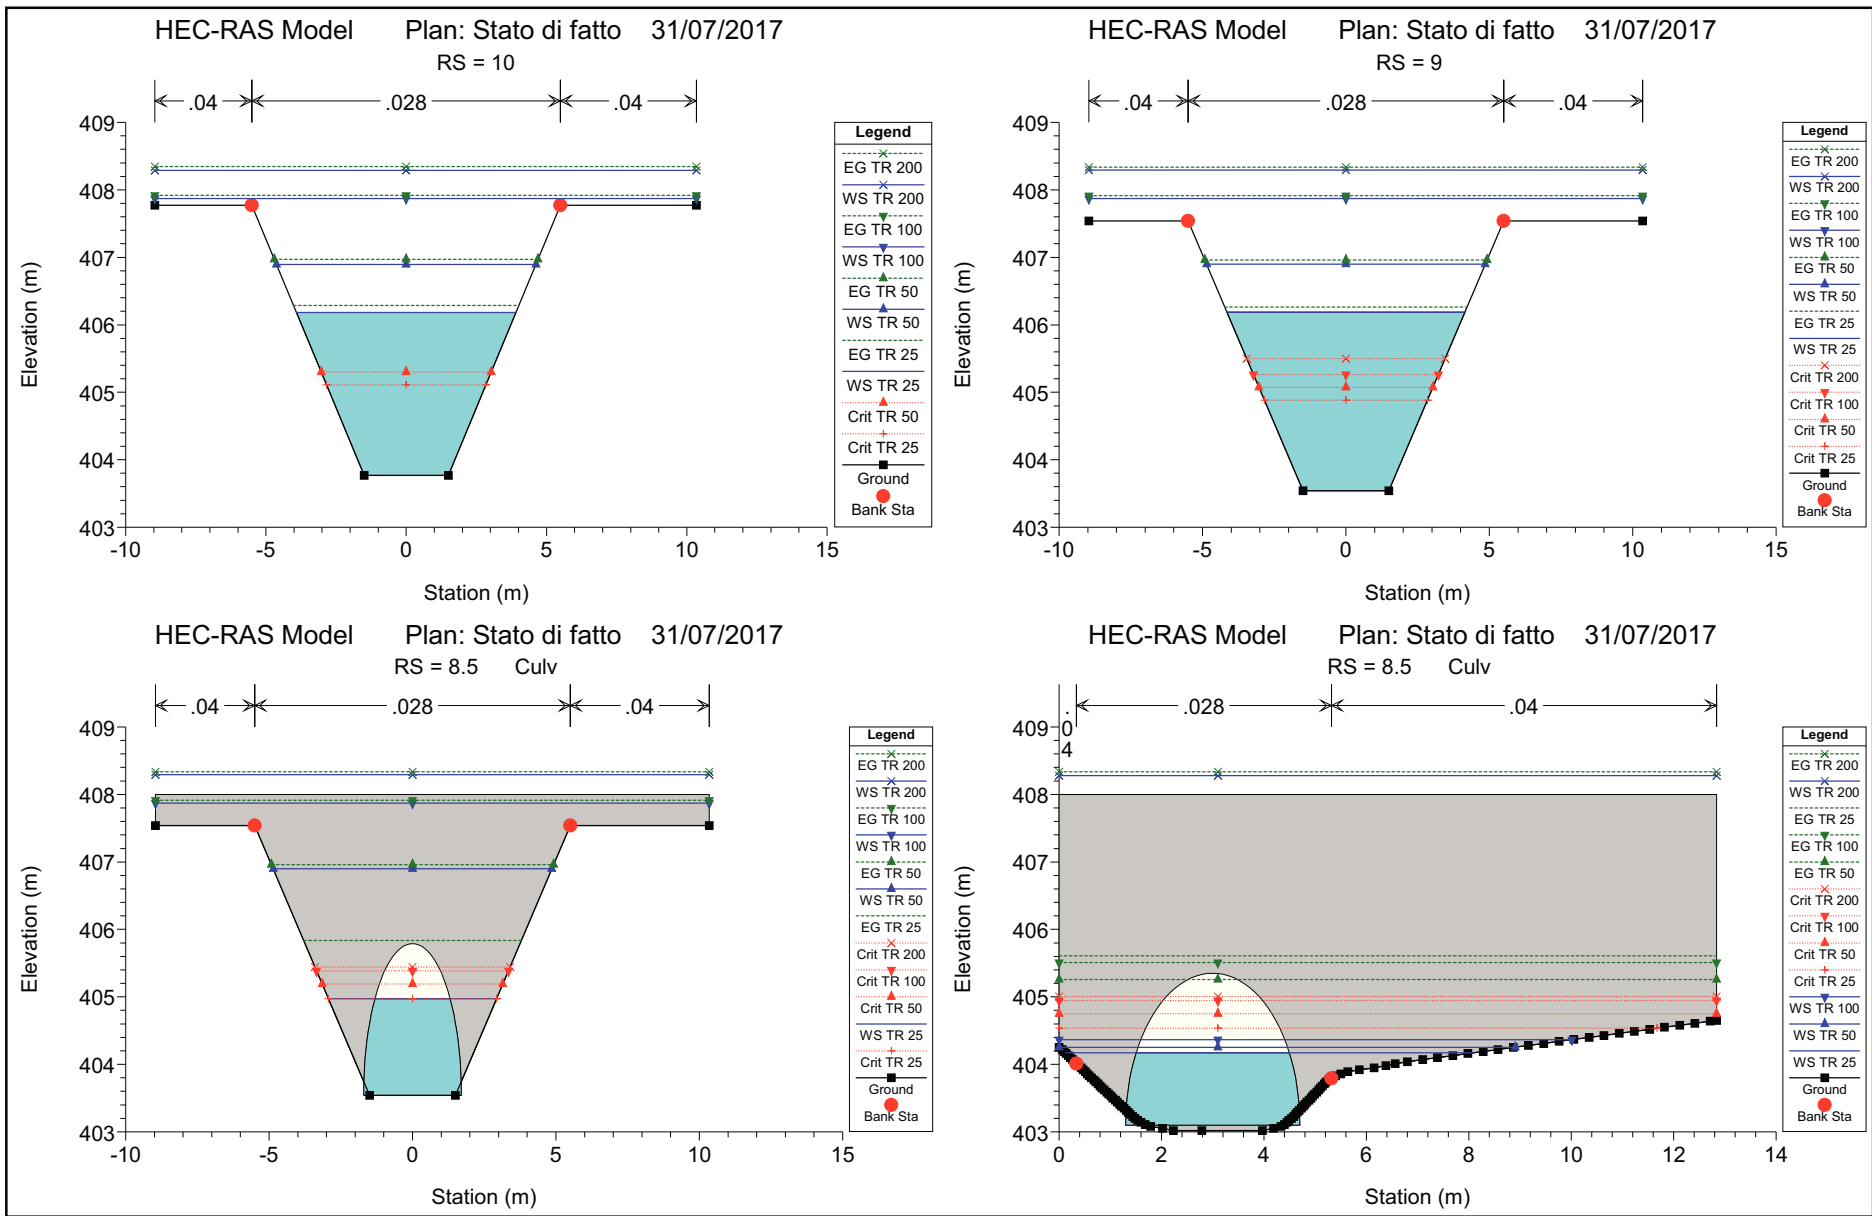 HEC-RAS Model Plan: Stato di fatto 31/07/2017
RS = 10
.04 .028 .04
409
408
407
406
405
404
403
-10 -5 0 5 10 15
Elevation (m)
Station (m)
Legend
EG TR 200
WS TR 200
EG TR 100
WS TR 100
EG TR 50
WS TR 50
EG TR 25
WS TR 25
Crit TR 50
Crit TR 25
Ground
Bank Sta
HEC-RAS Model Plan: Stato di fatto 31/07/2017
RS = 9
.04 .028 .04
409
408
407
406
405
404
403
-10 -5 0 5 10 15
Elevation (m)
Station (m)
Legend
EG TR 200
WS TR 200
EG TR 100
WS TR 100
EG TR 50
WS TR 50
EG TR 25
WS TR 25
Crit TR 200
Crit TR 100
Crit TR 50
Crit TR 25
Ground
Bank Sta
HEC-RAS Model Plan: Stato di fatto 31/07/2017
RS = 8.5 Culv
.04 .028 .04
409
408
407
406
405
404
403
-10 -5 0 5 10 15
Elevation (m)
Station (m)
Legend
EG TR 200
WS TR 200
EG TR 100
WS TR 100
EG TR 50
WS TR 50
EG TR 25
Crit TR 200
Crit TR 100
Crit TR 50
WS TR 25
Crit TR 25
Ground
Bank Sta
HEC-RAS Model Plan: Stato di fatto 31/07/2017
RS = 8.5 Culv
.04 .028 .04
409
408
407
406
405
404
403
0 2 4 6 8 10 12 14
Elevation (m)
Station (m)
Legend
EG TR 200
WS TR 200
EG TR 25
EG TR 100
EG TR 50
Crit TR 200
Crit TR 100
Crit TR 50
Crit TR 25
WS TR 100
WS TR 50
WS TR 25
Ground
Bank Sta